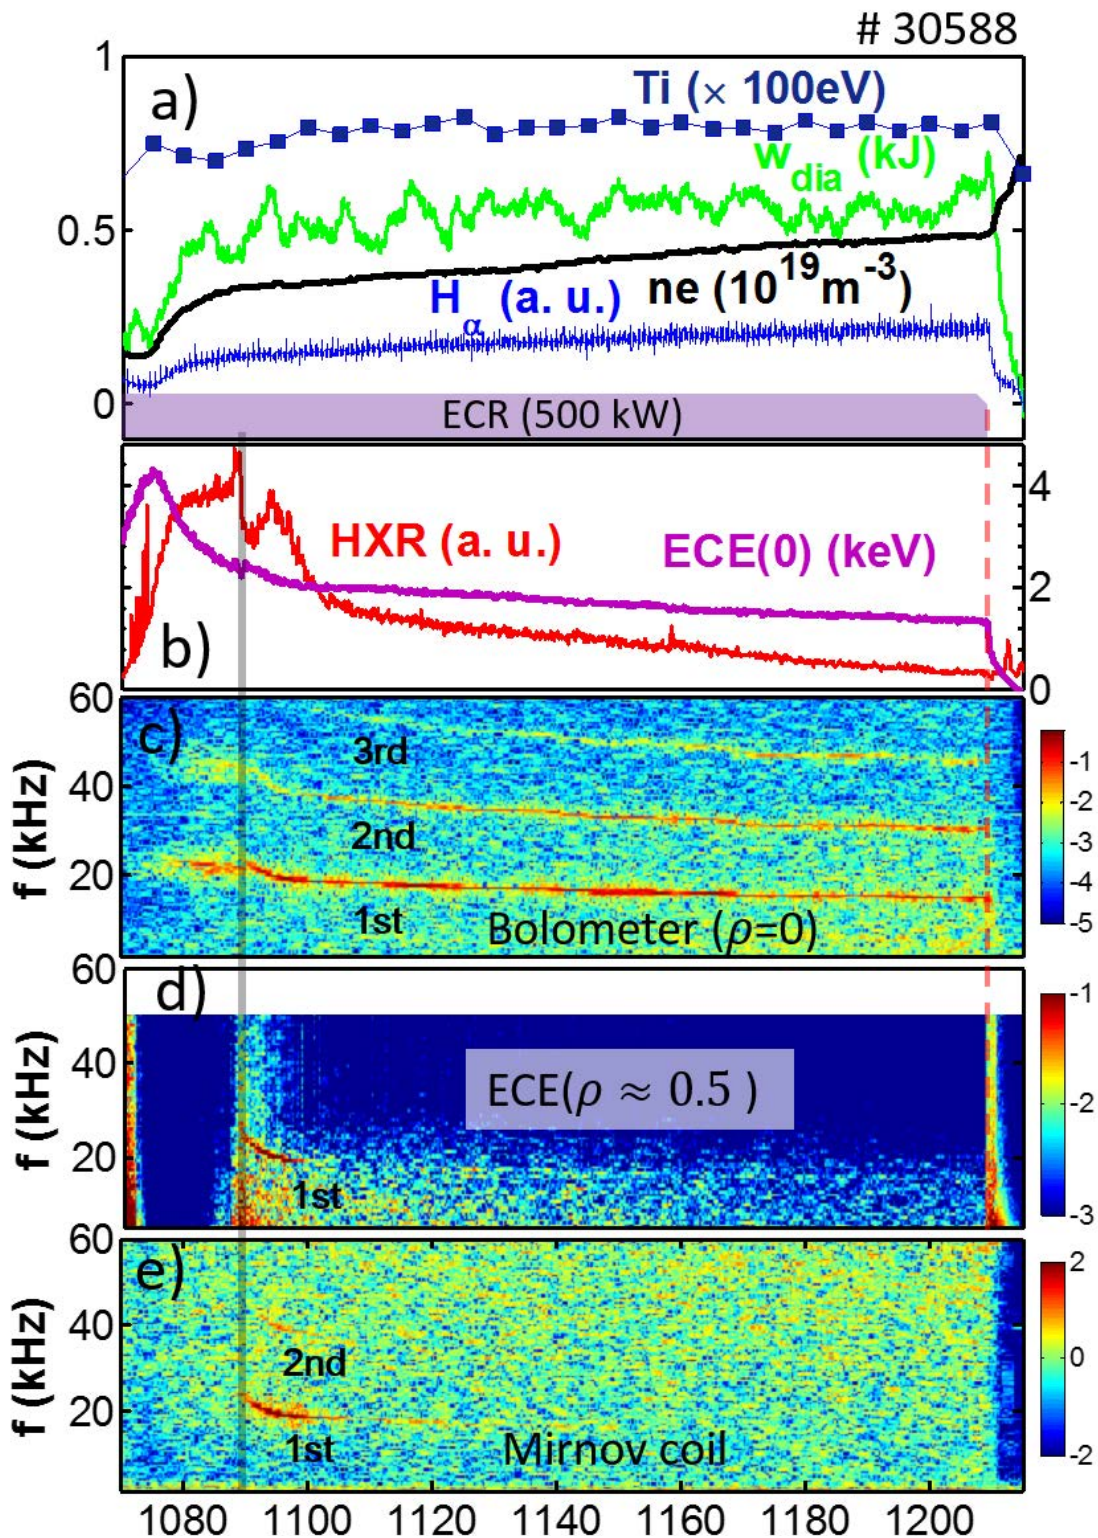 # 30588
1
a)
Ti (× 100eV)
w_dia (kJ)
0.5
H_α (a. u.)
ne (10^19 m^-3)
0
ECR (500 kW)
4
HXR (a. u.)
ECE(0) (keV)
2
b)
0
60
c)
3rd
-1
f (kHz)
40
-2
2nd
-3
20
-4
1st
Bolometer (ρ=0)
-5
60
d)
-1
f (kHz)
40
ECE(ρ ≈ 0.5 )
-2
20
1st
-3
60
e)
2
f (kHz)
40
2nd
0
20
1st
Mirnov coil
-2
1080 1100 1120 1140 1160 1180 1200